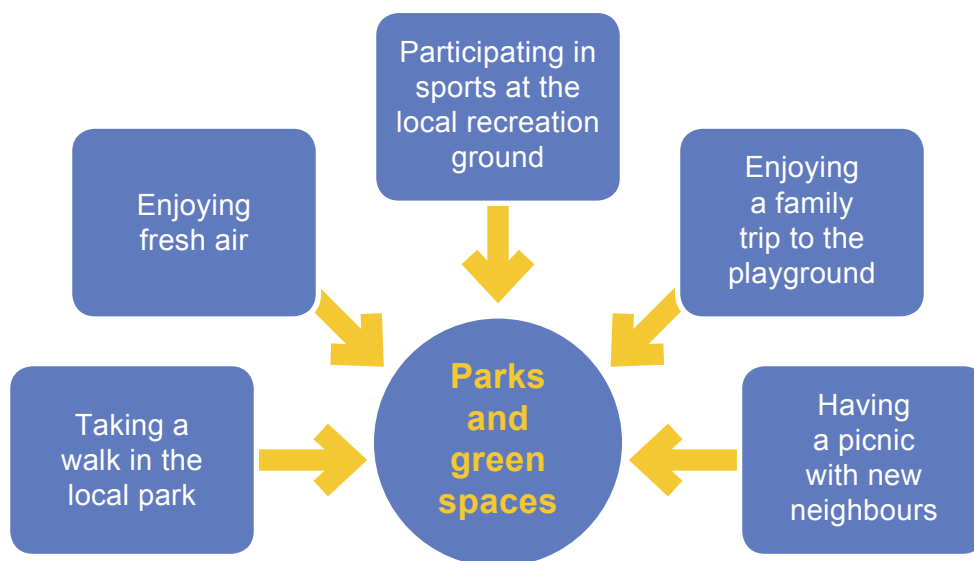 Participating in
sports at the
local recreation
ground
Enjoying
fresh air
Enjoying
a family
trip to the
playground
Taking a
walk in the
local park
Parks
and
green
spaces
Having
a picnic
with new
neighbours